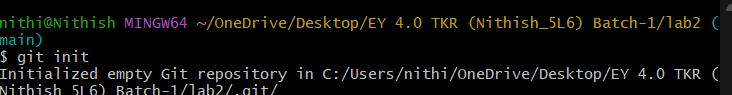 nithi@Nithish MINGW64 ~/OneDrive/Desktop/EY 4.0 TKR (Nithish_5L6) Batch-1/lab2 (
main)
$ git init
Initialized empty Git repository in C:/Users/nithi/OneDrive/Desktop/EY 4.0 TKR (
Nithish_5L6) Batch-1/lab2/.git/